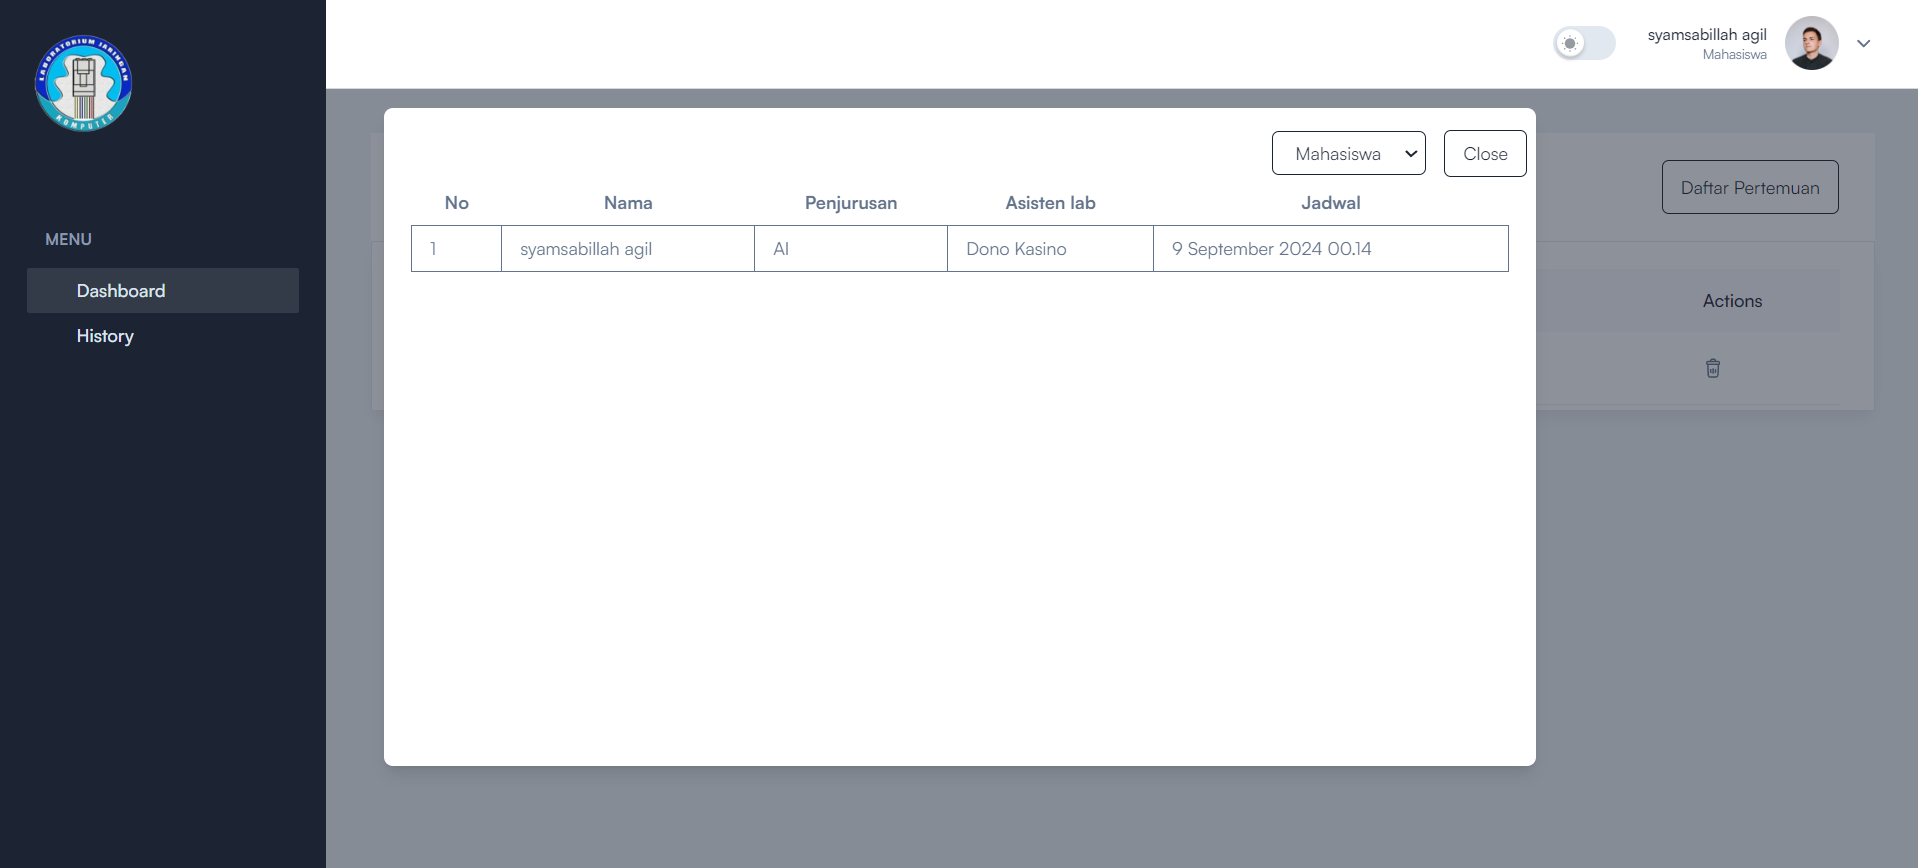 LABORATORIUM JARINGAN
KOMPUTER
syamsabillah agil
Mahasiswa
MENU
Dashboard
History
Mahasiswa
Close
No Nama Penjurusan Asisten lab Jadwal
1 syamsabillah agil AI Dono Kasino 9 September 2024 00.14
Daftar Pertemuan
Actions